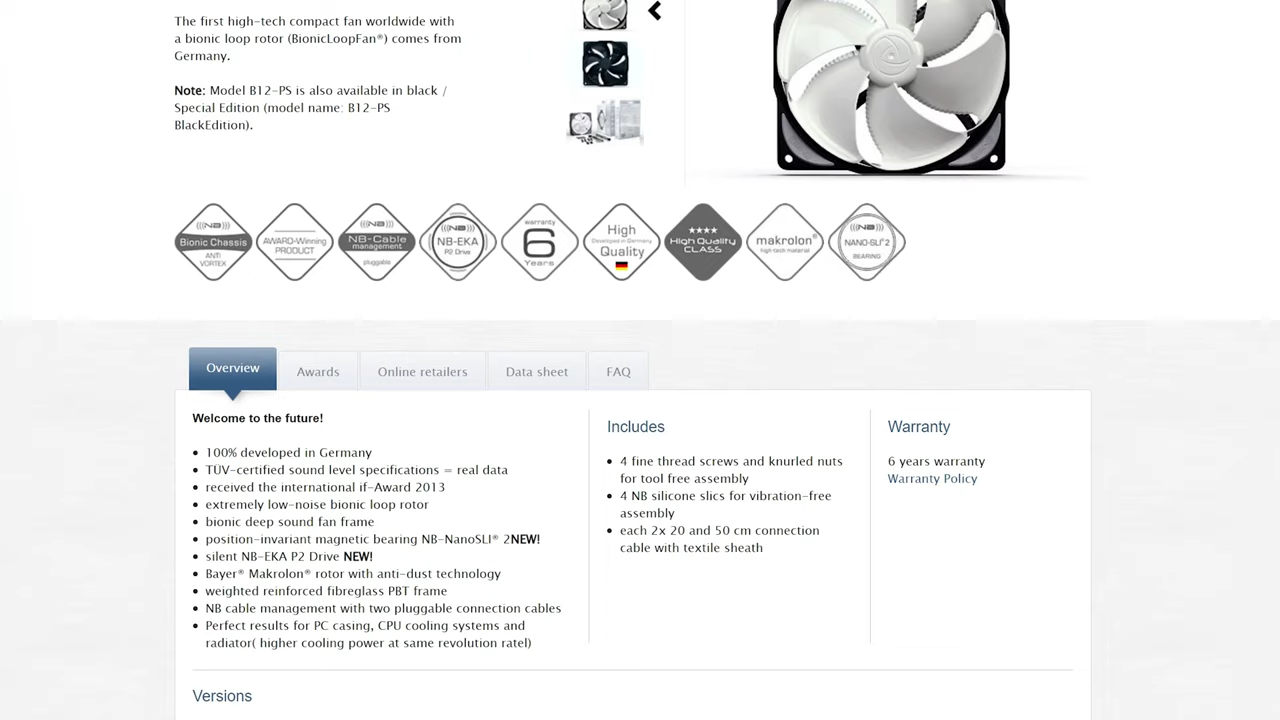 The first high-tech compact fan worldwide with
a bionic loop rotor (BionicLoopFan®) comes from
Germany.
Note: Model B12-PS is also available in black /
Special Edition (model name: B12-PS
BlackEdition).
(((NB)))
Bionic Chassis
ANTI
VORTEX
AWARD-Winning
PRODUCT
(((NB)))
NB-Cable
management
pluggable
NB-EKA
P2 Drive
warranty
6
Years
High
Developed in Germany
Quality
★★★★
High Quality
CLASS
makrolon®
high-tech material
(((NB)))
NANO-SLI® 2
BEARING
Overview
Awards
Online retailers
Data sheet
FAQ
Welcome to the future!
• 100% developed in Germany
• TÜV-certified sound level specifications = real data
• received the international if-Award 2013
• extremely low-noise bionic loop rotor
• bionic deep sound fan frame
• position-invariant magnetic bearing NB-NanoSLI® 2NEW!
• silent NB-EKA P2 Drive NEW!
• Bayer® Makrolon® rotor with anti-dust technology
• weighted reinforced fibreglass PBT frame
• NB cable management with two pluggable connection cables
• Perfect results for PC casing, CPU cooling systems and
radiator( higher cooling power at same revolution ratel)
Includes
• 4 fine thread screws and knurled nuts
for tool free assembly
• 4 NB silicone slics for vibration-free
assembly
• each 2x 20 and 50 cm connection
cable with textile sheath
Warranty
6 years warranty
Warranty Policy
Versions